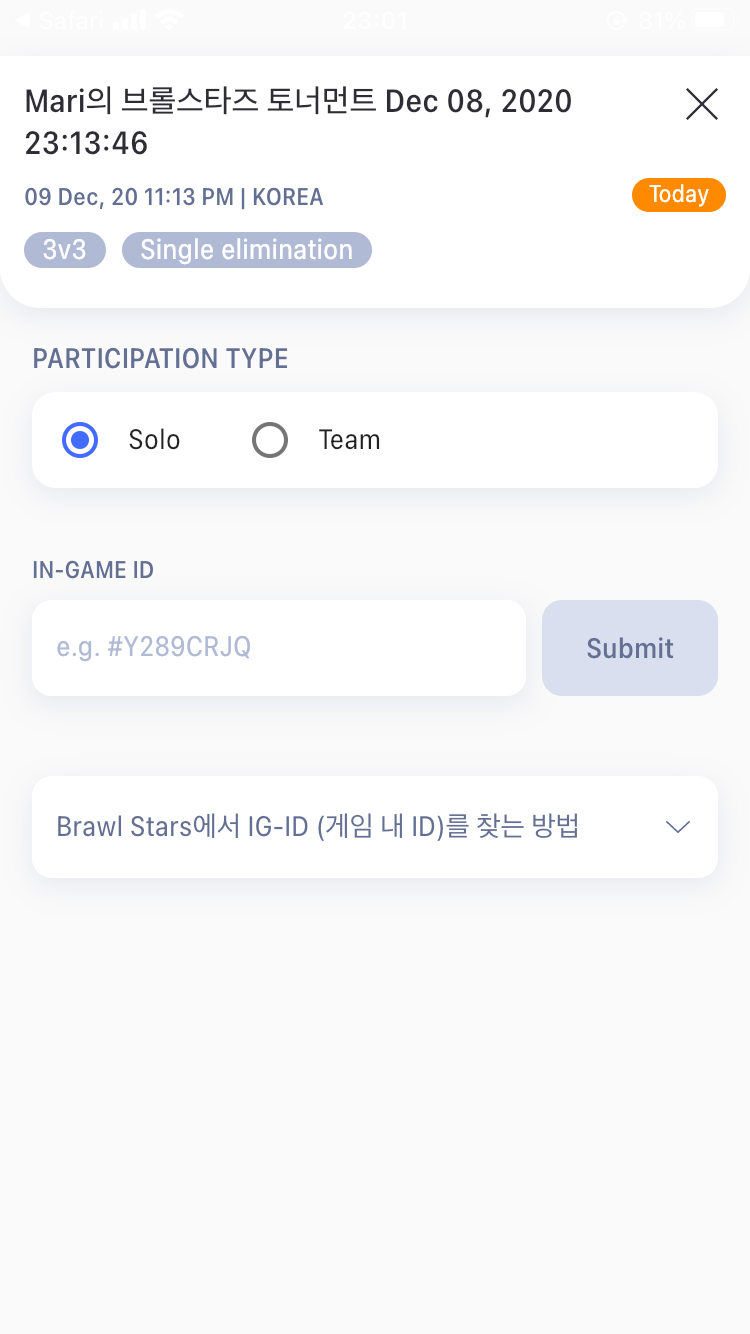 Safari 23:01 81%
Mari의 브롤스타즈 토너먼트 Dec 08, 2020
23:13:46
09 Dec, 20 11:13 PM | KOREA
Today
3v3 Single elimination
PARTICIPATION TYPE
Solo Team
IN-GAME ID
e.g. #Y289CRJQ Submit
Brawl Stars에서 IG-ID (게임 내 ID)를 찾는 방법